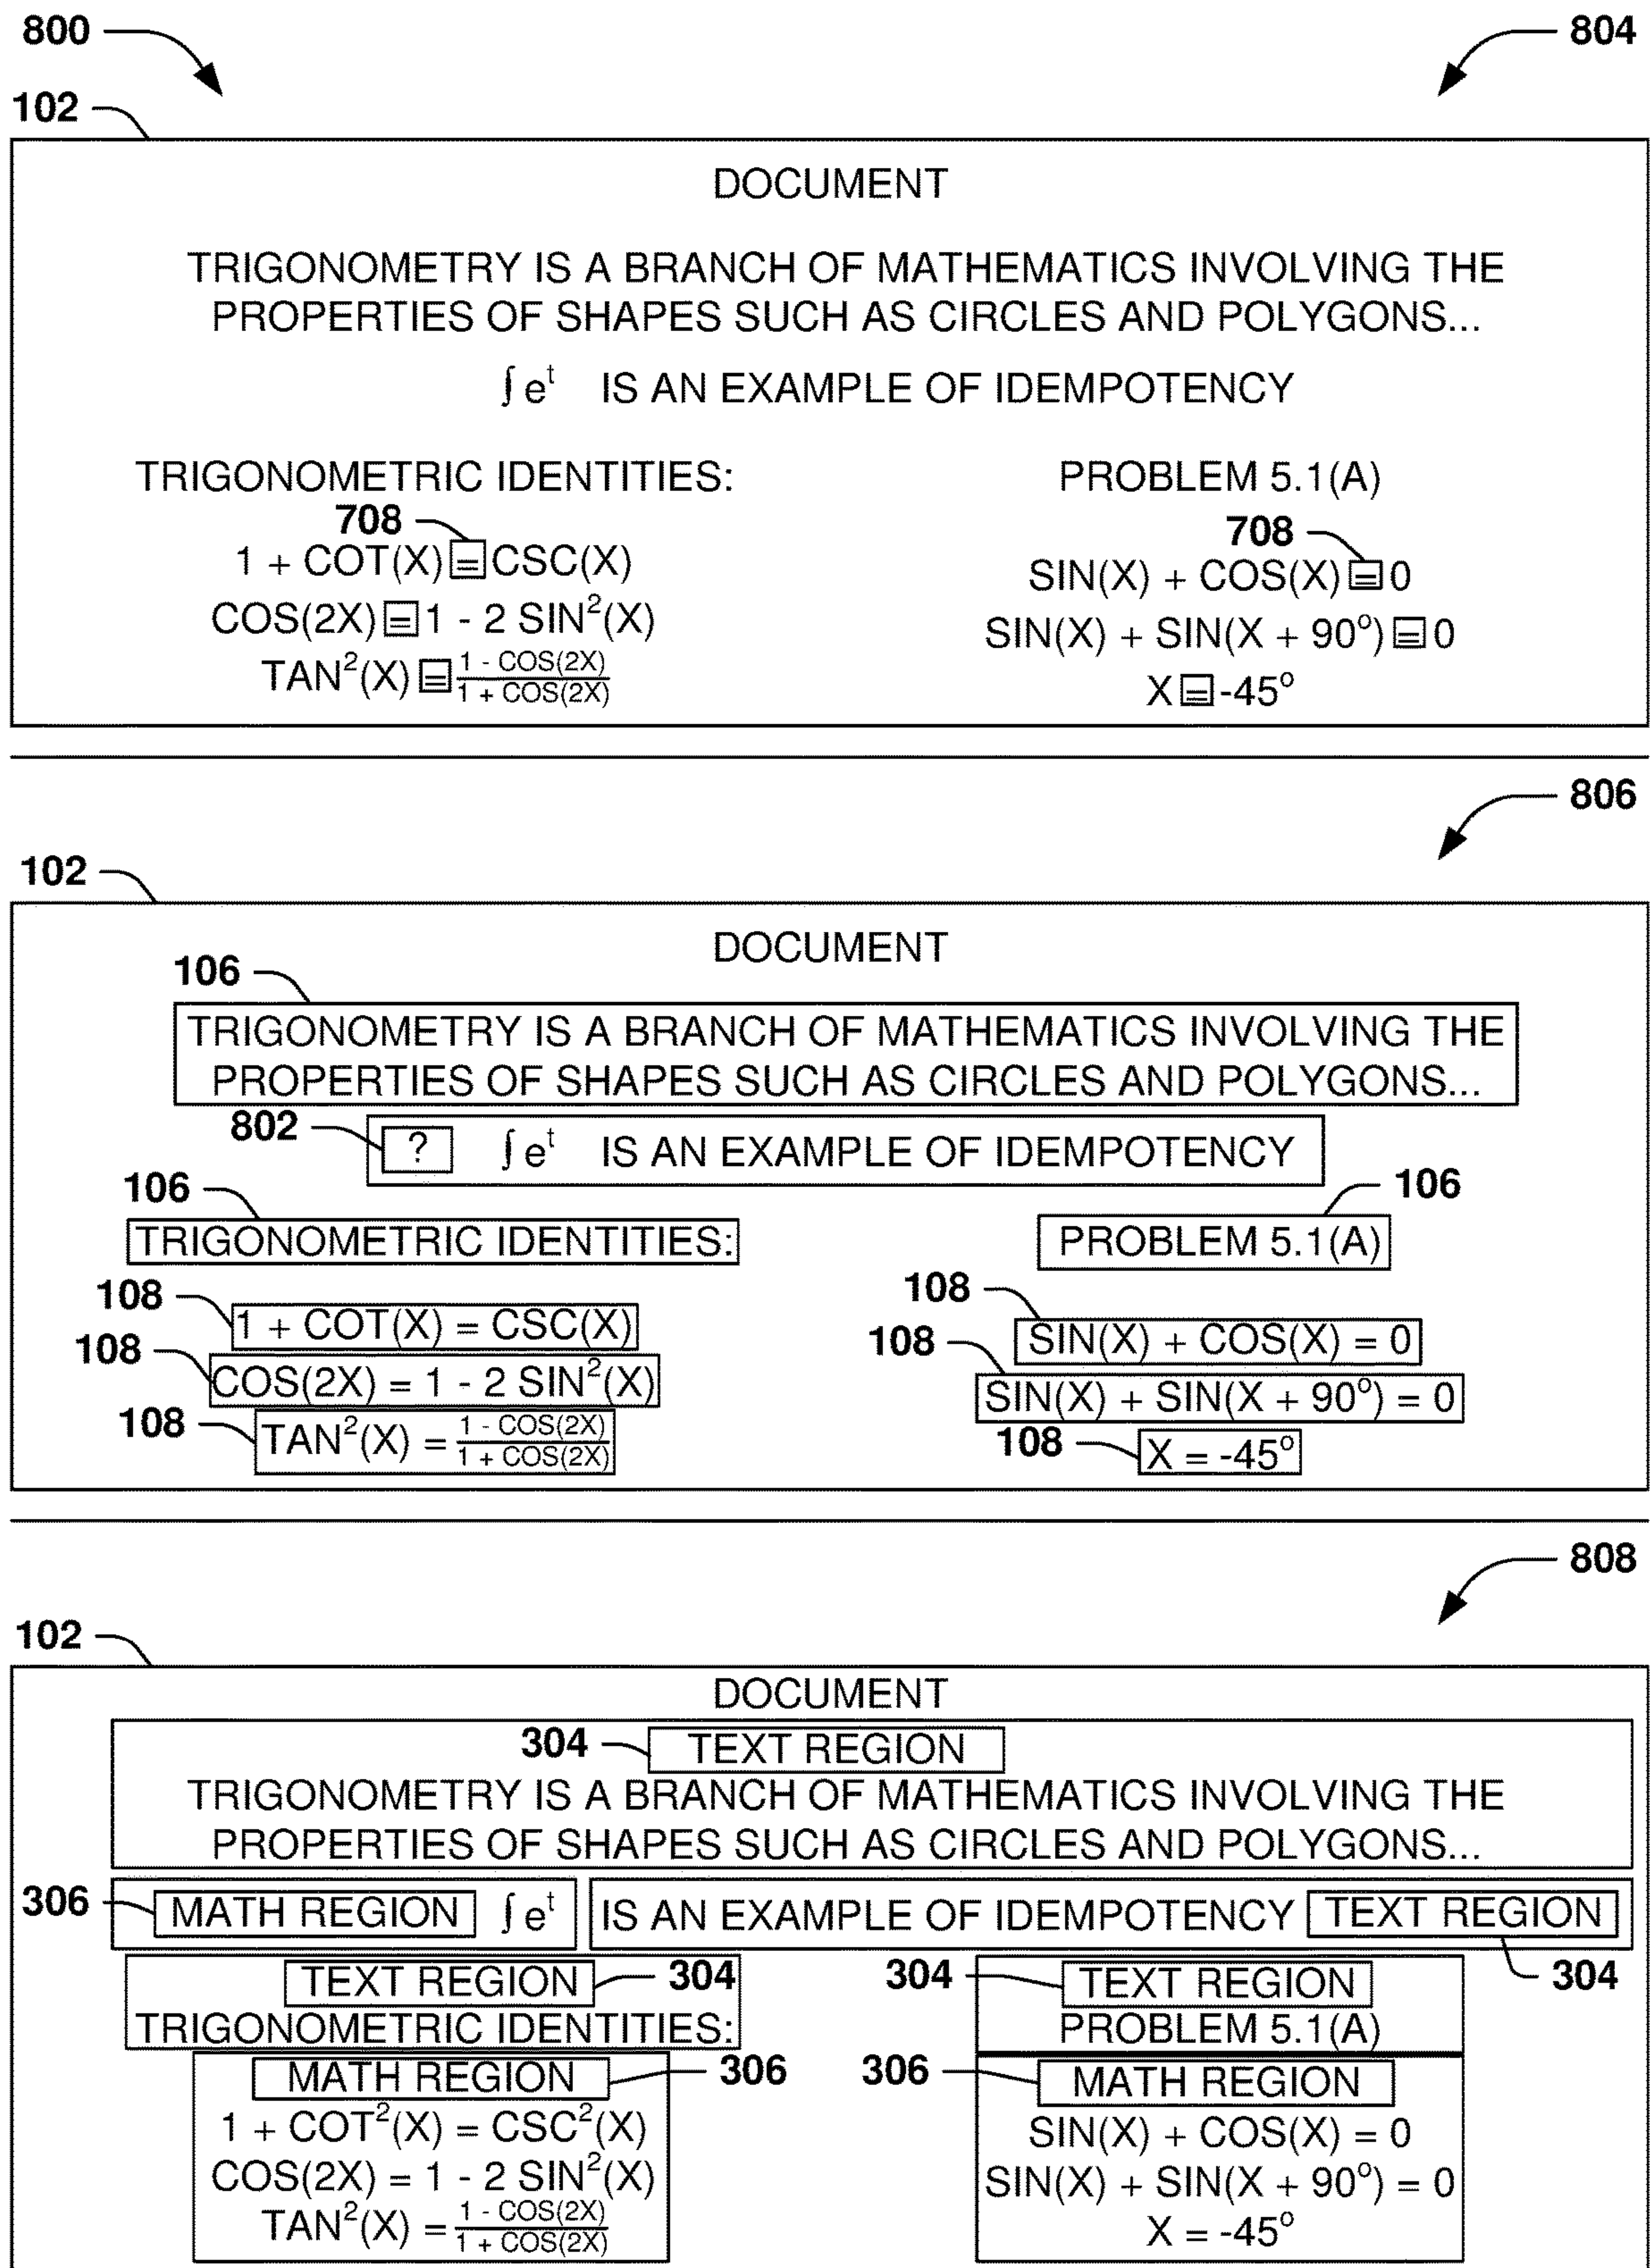 800 804
102
DOCUMENT
TRIGONOMETRY IS A BRANCH OF MATHEMATICS INVOLVING THE
PROPERTIES OF SHAPES SUCH AS CIRCLES AND POLYGONS...
∫ eᵗ IS AN EXAMPLE OF IDEMPOTENCY
TRIGONOMETRIC IDENTITIES:
708
1 + COT(X) = CSC(X)
COS(2X) = 1 - 2 SIN²(X)
TAN²(X) = (1 - COS(2X))/(1 + COS(2X))
PROBLEM 5.1(A)
708
SIN(X) + COS(X) = 0
SIN(X) + SIN(X + 90°) = 0
X = -45°
806
102
DOCUMENT
106
TRIGONOMETRY IS A BRANCH OF MATHEMATICS INVOLVING THE
PROPERTIES OF SHAPES SUCH AS CIRCLES AND POLYGONS...
802 ? ∫ eᵗ IS AN EXAMPLE OF IDEMPOTENCY
106
TRIGONOMETRIC IDENTITIES:
108 1 + COT(X) = CSC(X)
108 COS(2X) = 1 - 2 SIN²(X)
108 TAN²(X) = (1 - COS(2X))/(1 + COS(2X))
106
PROBLEM 5.1(A)
108
SIN(X) + COS(X) = 0
108
SIN(X) + SIN(X + 90°) = 0
108 X = -45°
808
102
DOCUMENT
304 TEXT REGION
TRIGONOMETRY IS A BRANCH OF MATHEMATICS INVOLVING THE
PROPERTIES OF SHAPES SUCH AS CIRCLES AND POLYGONS...
306 MATH REGION ∫ eᵗ IS AN EXAMPLE OF IDEMPOTENCY TEXT REGION
304
TEXT REGION 304
TRIGONOMETRIC IDENTITIES:
MATH REGION 306
1 + COT²(X) = CSC²(X)
COS(2X) = 1 - 2 SIN²(X)
TAN²(X) = (1 - COS(2X))/(1 + COS(2X))
304 TEXT REGION
PROBLEM 5.1(A)
306 MATH REGION
SIN(X) + COS(X) = 0
SIN(X) + SIN(X + 90°) = 0
X = -45°